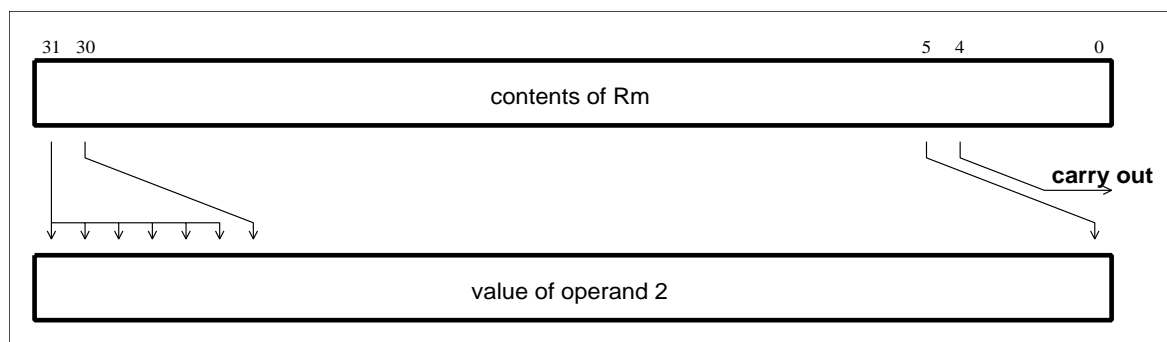 31 30 5 4 0
contents of Rm
carry out
value of operand 2